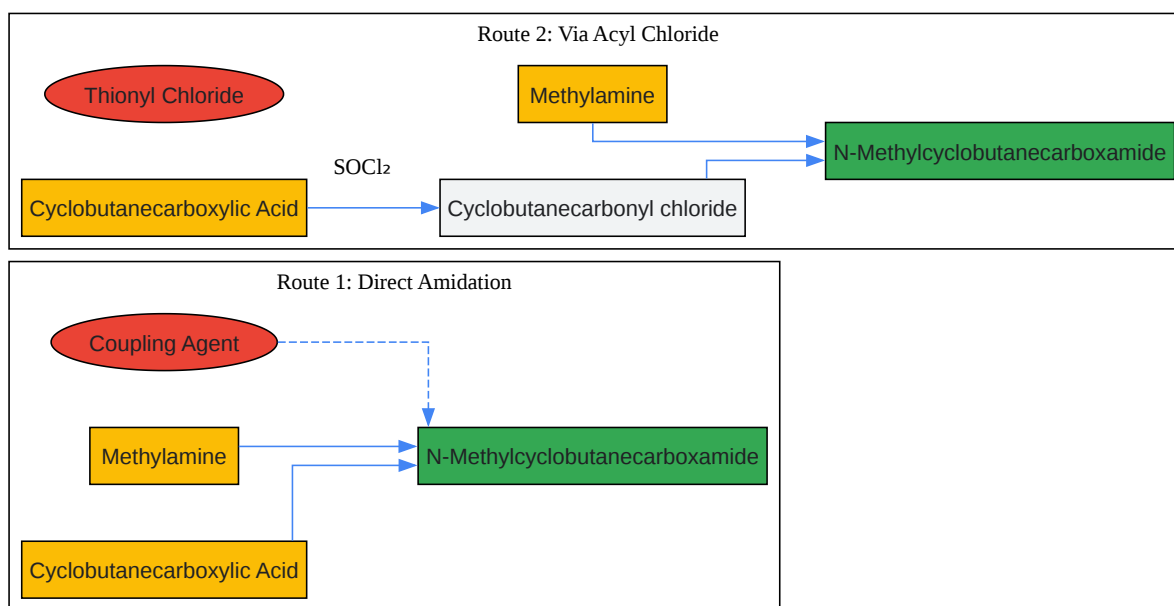 Route 2: Via Acyl Chloride
Thionyl Chloride
Methylamine
N-Methylcyclobutanecarboxamide
SOCl₂
Cyclobutanecarboxylic Acid
Cyclobutanecarbonyl chloride
Route 1: Direct Amidation
Coupling Agent
Methylamine
N-Methylcyclobutanecarboxamide
Cyclobutanecarboxylic Acid